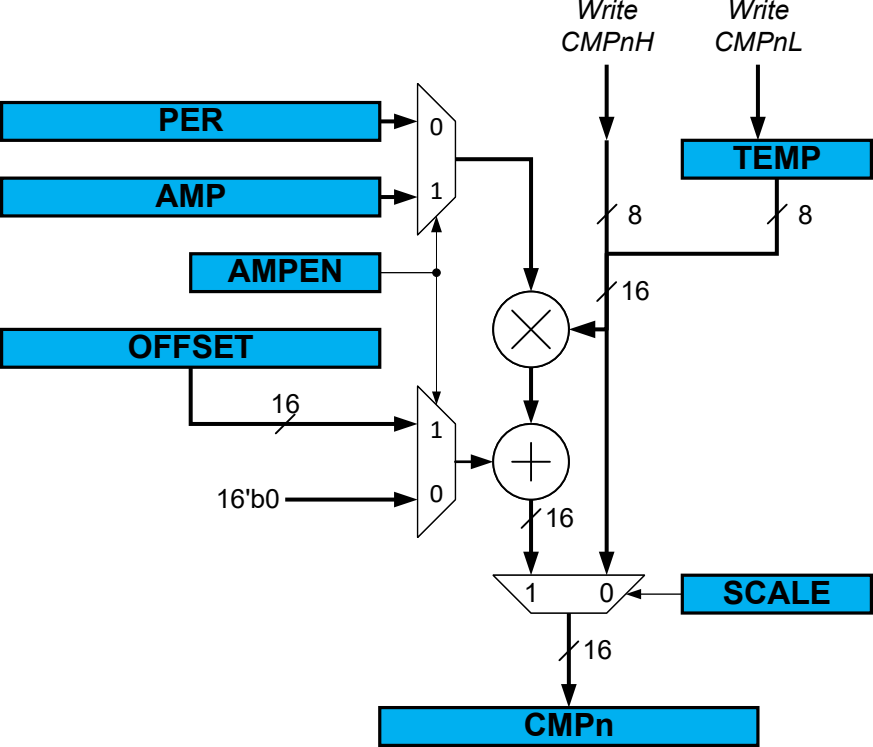 Write
CMPnH
Write
CMPnL
PER
0
TEMP
AMP
1
8
8
AMPEN
16
OFFSET
16
1
16'b0
0
16
1
0
SCALE
16
CMPn